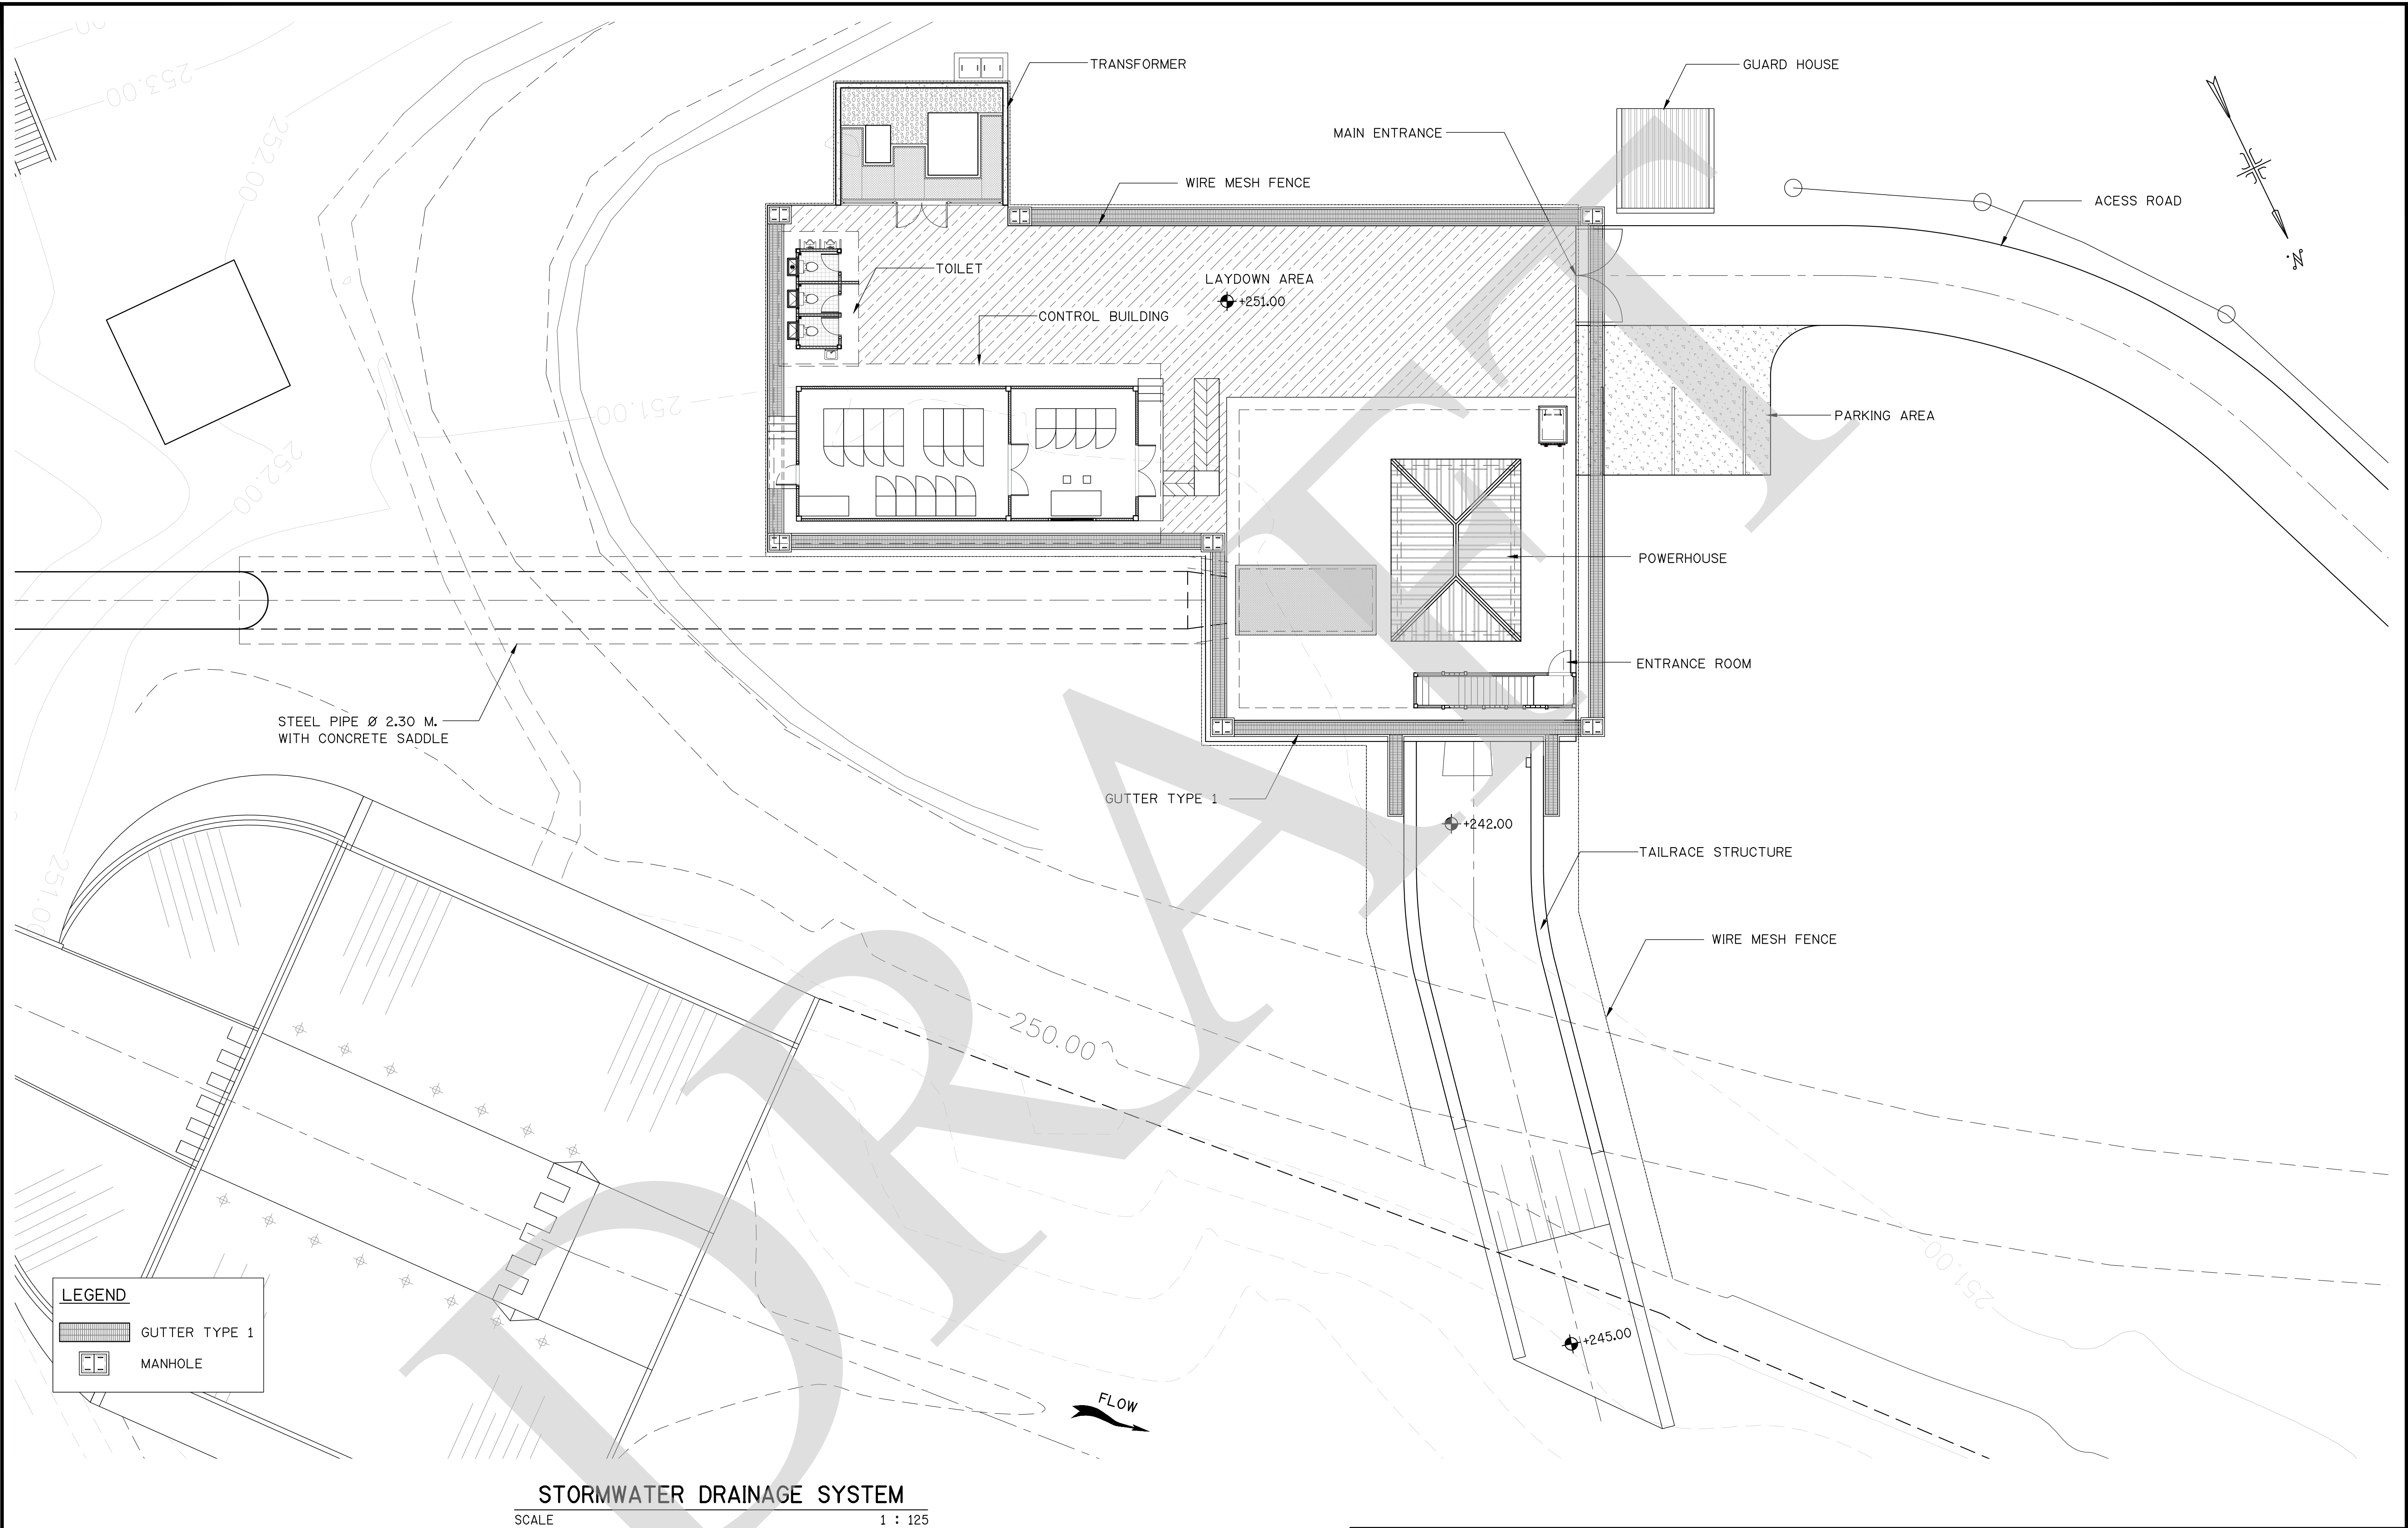 253.00
252.00
TRANSFORMER
GUARD HOUSE
MAIN ENTRANCE
WIRE MESH FENCE
ACESS ROAD
N.
TOILET
LAYDOWN AREA
+251.00
CONTROL BUILDING
251.00
PARKING AREA
252.00
POWERHOUSE
ENTRANCE ROOM
STEEL PIPE Ø 2.30 M.
WITH CONCRETE SADDLE
GUTTER TYPE 1
+242.00
TAILRACE STRUCTURE
WIRE MESH FENCE
250.00
251.00
+245.00
LEGEND
GUTTER TYPE 1
MANHOLE
FLOW
DRAFT
STORMWATER DRAINAGE SYSTEM
SCALE 1 : 125